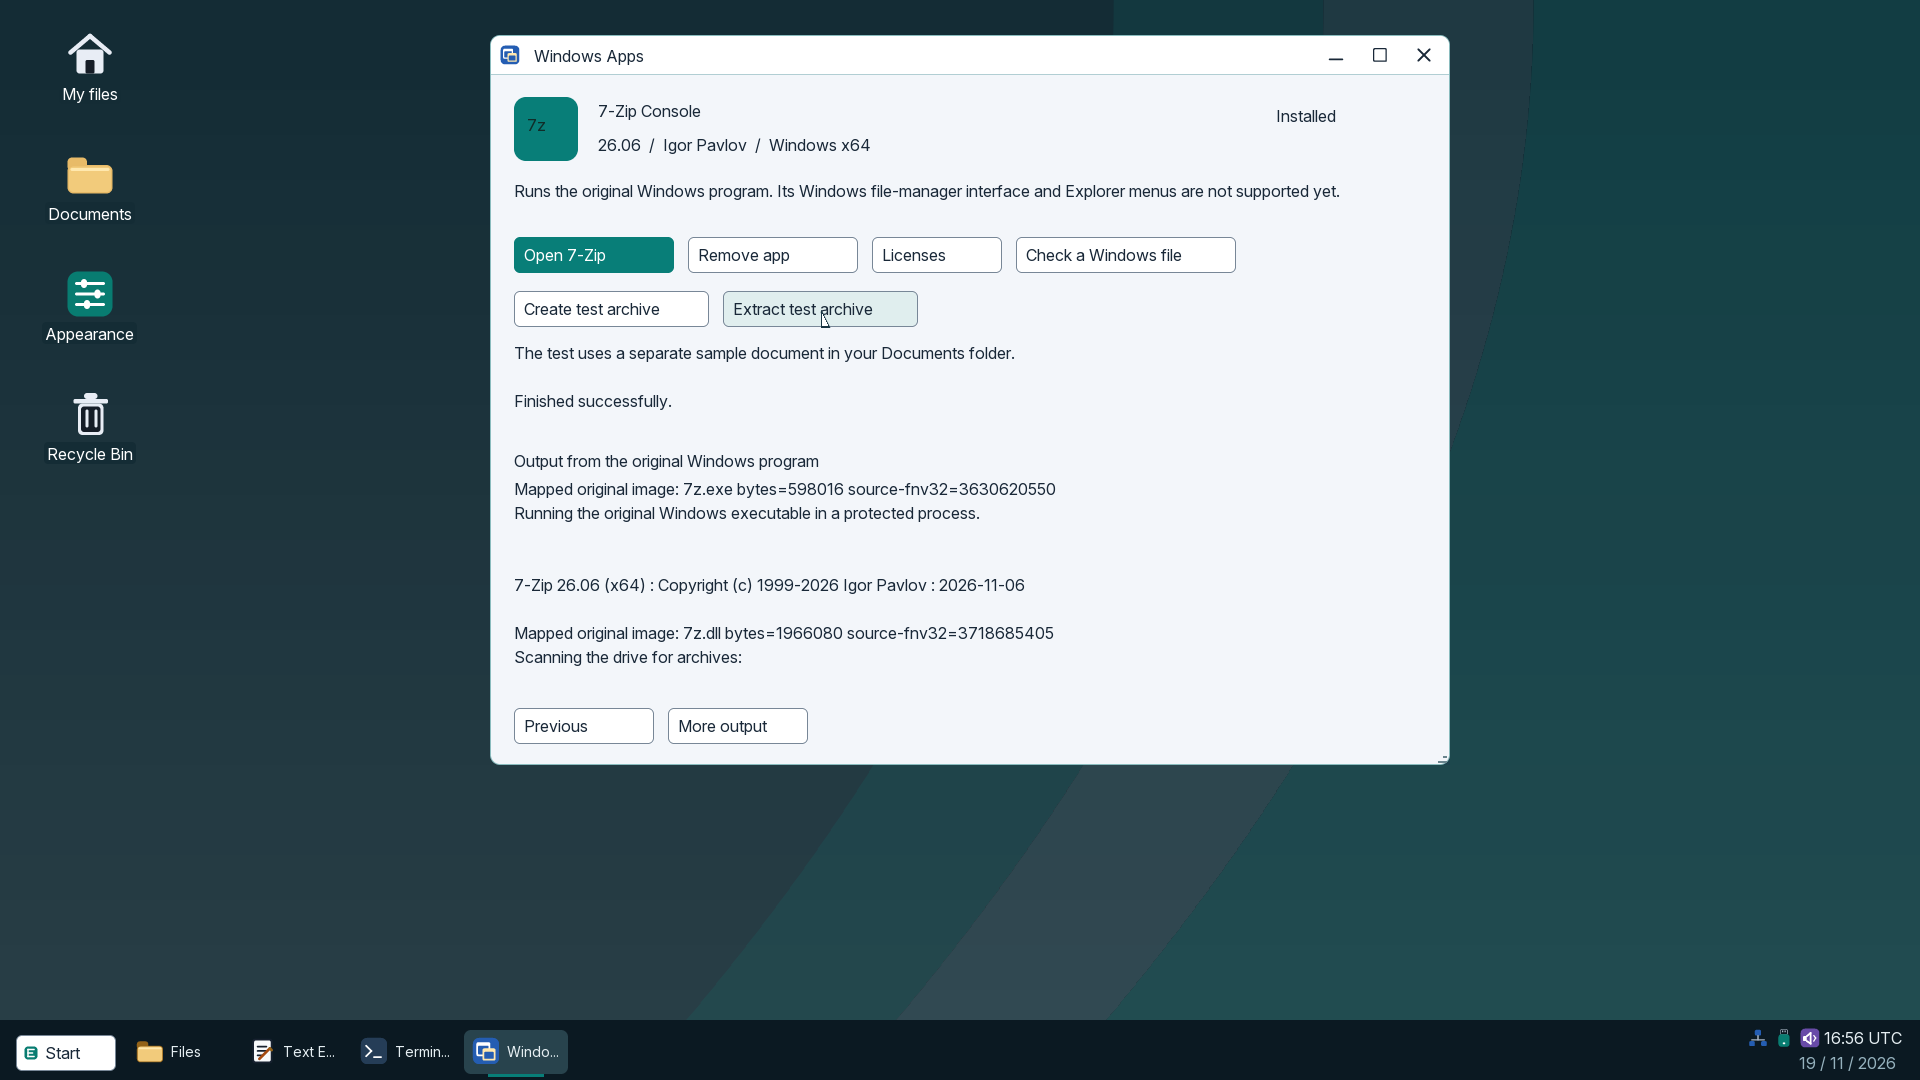 My files
Documents
Appearance
Recycle Bin
Windows Apps
7z
7-Zip Console
26.06 / Igor Pavlov / Windows x64
Installed
Runs the original Windows program. Its Windows file-manager interface and Explorer menus are not supported yet.
Open 7-Zip
Remove app
Licenses
Check a Windows file
Create test archive
Extract test archive
The test uses a separate sample document in your Documents folder.
Finished successfully.
Output from the original Windows program
Mapped original image: 7z.exe bytes=598016 source-fnv32=3630620550
Running the original Windows executable in a protected process.
7-Zip 26.06 (x64) : Copyright (c) 1999-2026 Igor Pavlov : 2026-11-06
Mapped original image: 7z.dll bytes=1966080 source-fnv32=3718685405
Scanning the drive for archives:
Previous
More output
Start
Files
Text E...
Termin...
Windo...
16:56 UTC
19 / 11 / 2026